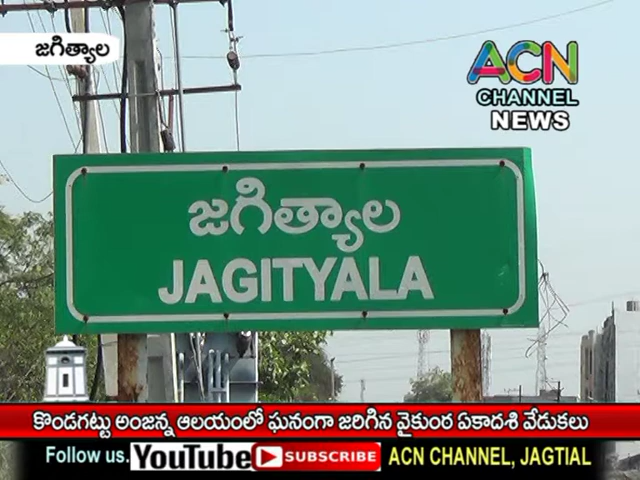 జగిత్యాల
ACN
CHANNEL
NEWS
జగిత్యాల
JAGITYALA
కొండగట్టు అంజన్న ఆలయంలో ఘనంగా జరిగిన వైకుంఠ ఏకాదశి వేడుకలు
Follow us. YouTube SUBSCRIBE ACN CHANNEL, JAGTIAL